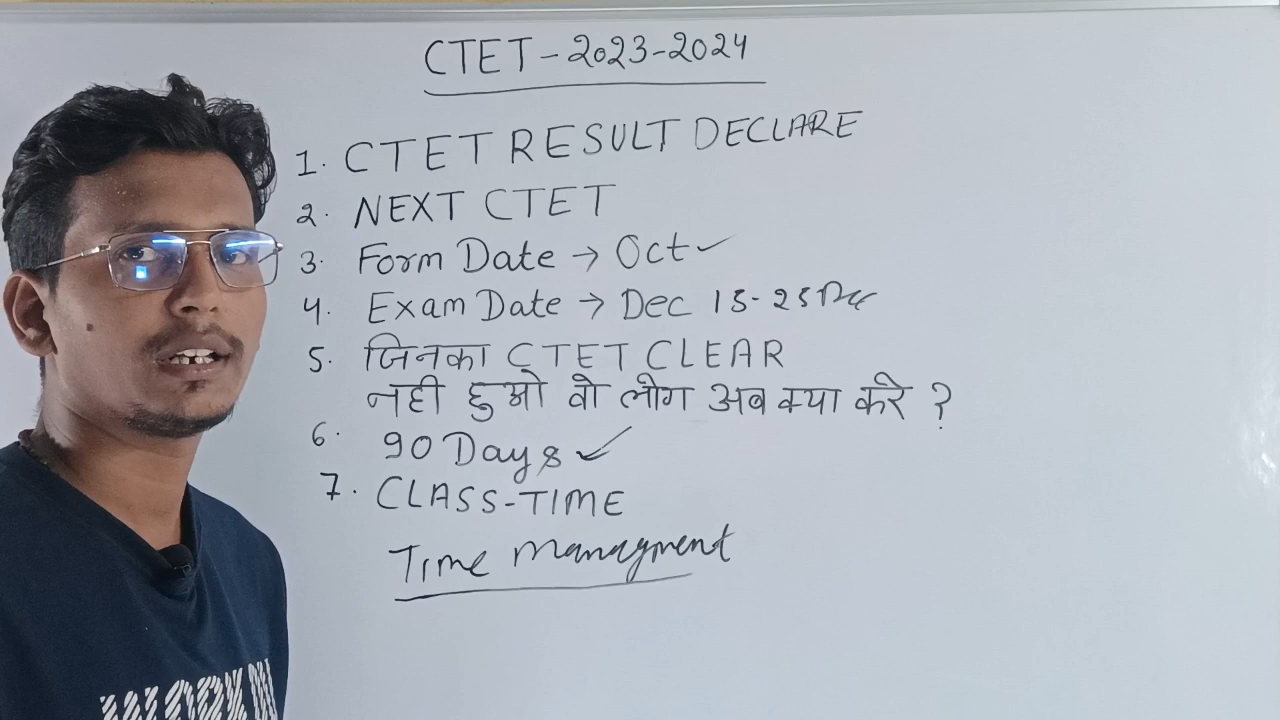 CTET-2023-2024
1. CTET RESULT DECLARE
2. NEXT CTET
3. Form Date → Oct ✓
4. Exam Date → Dec 15-25 Dec
5. जिनका CTET CLEAR
नही हुओ वो लोग अब क्या करे ?
6. 90 Days ✓
7. CLASS-TIME
Time Managment